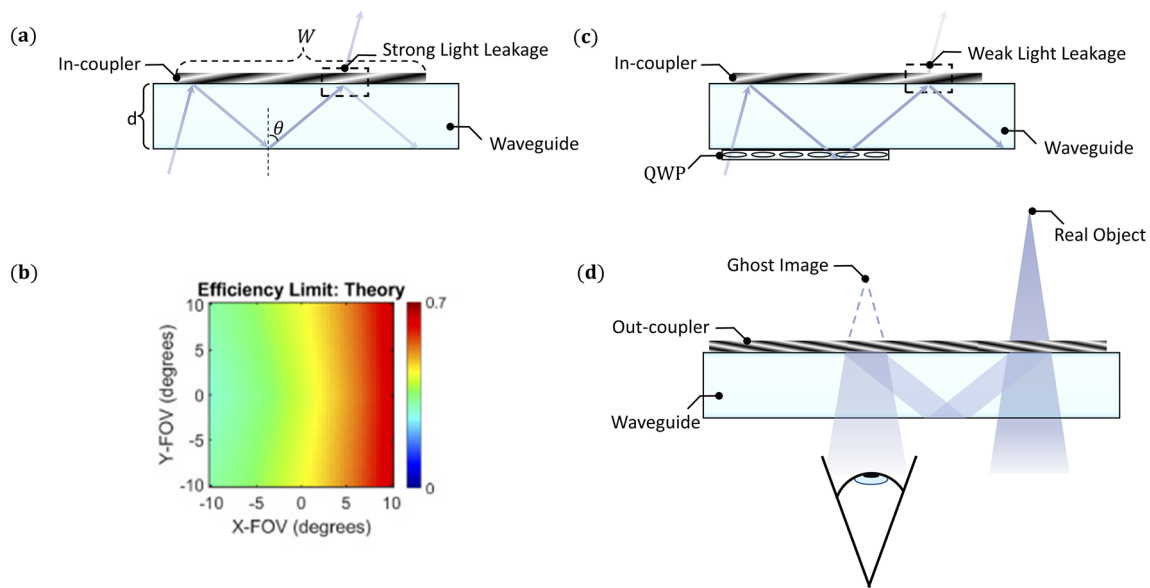 (a)
W
Strong Light Leakage
In-coupler
d
θ
Waveguide
(c)
In-coupler
Weak Light Leakage
Waveguide
QWP
(b)
Efficiency Limit: Theory
10
5
0
-5
-10
Y-FOV (degrees)
-10
-5
0
5
10
X-FOV (degrees)
0.7
0
(d)
Real Object
Ghost Image
Out-coupler
Waveguide